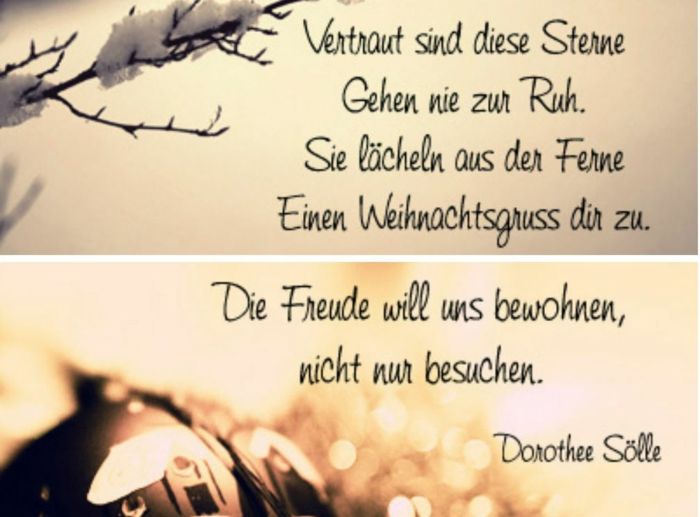 Vertraut sind diese Sterne
Gehen nie zur Ruh.
Sie lächeln aus der Ferne
Einen Weihnachtsgruss dir zu.
Die Freude will uns bewohnen,
nicht nur besuchen.
Dorothee Sölle